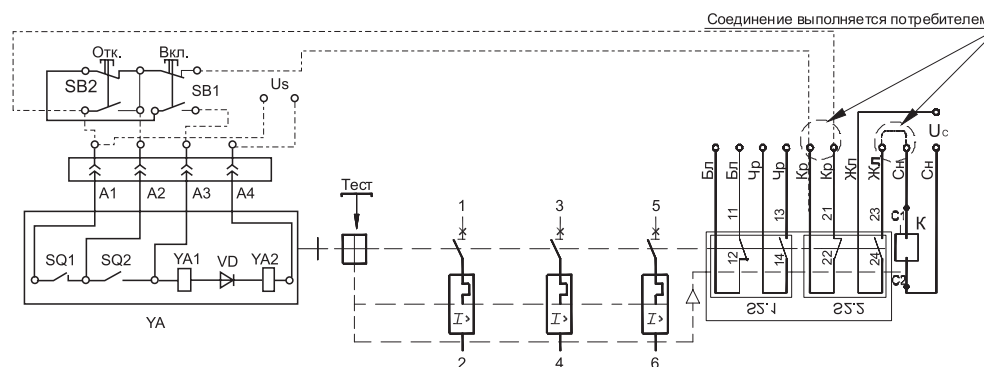 Соединение выполняется потребителем
Отк. Вкл.
SB2 SB1 Us
Uc
A1 A2 A3 A4
Тест
1 3 5
Бл Бл Чр Чр Кр Кр Жл Жл Сн Сн
11 13 21 23 C1 К
SQ1 SQ2 YA1 VD YA2
12 14 22 24 C2
I> I> I>
S2.1 S2.2
YA
2 4 6